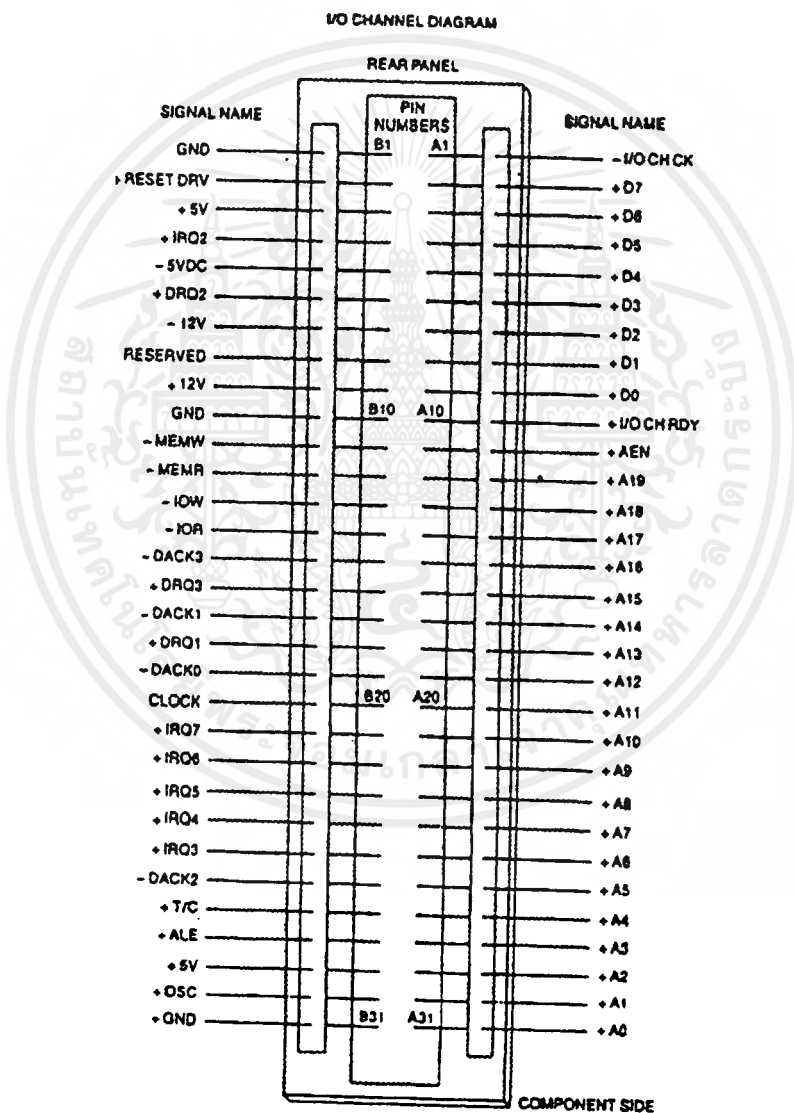 I/O CHANNEL DIAGRAM
REAR PANEL
SIGNAL NAME
PIN
NUMBERS
SIGNAL NAME
GND B1 A1 - I/O CH CK
+ RESET DRV + D7
+ 5V + D6
+ IRQ2 + D5
- 5VDC + D4
+ DRQ2 + D3
- 12V + D2
RESERVED + D1
+ 12V + D0
GND B10 A10 + I/O CH RDY
- MEMW + AEN
- MEMR + A19
- IOW + A18
- IOR + A17
- DACK3 + A16
+ DRQ3 + A15
- DACK1 + A14
+ DRQ1 + A13
- DACK0 + A12
CLOCK B20 A20 + A11
+ IRQ7 + A10
+ IRQ6 + A9
+ IRQ5 + A8
+ IRQ4 + A7
+ IRQ3 + A6
- DACK2 + A5
+ T/C + A4
+ ALE + A3
+ 5V + A2
+ OSC + A1
+ GND B31 A31 + A0
COMPONENT SIDE